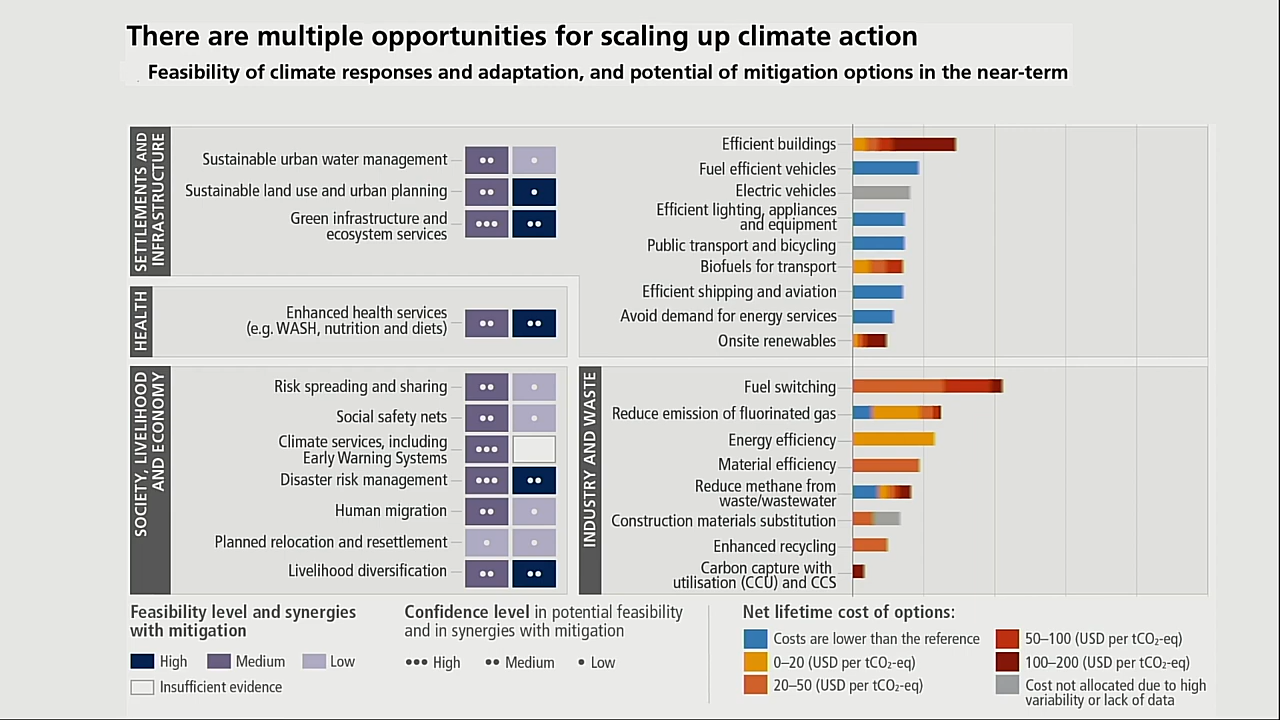 There are multiple opportunities for scaling up climate action
Feasibility of climate responses and adaptation, and potential of mitigation options in the near-term
SETTLEMENTS AND
INFRASTRUCTURE
Sustainable urban water management
Sustainable land use and urban planning
Green infrastructure and
ecosystem services
HEALTH
Enhanced health services
(e.g. WASH, nutrition and diets)
SOCIETY, LIVELIHOOD
AND ECONOMY
Risk spreading and sharing
Social safety nets
Climate services, including
Early Warning Systems
Disaster risk management
Human migration
Planned relocation and resettlement
Livelihood diversification
Efficient buildings
Fuel efficient vehicles
Electric vehicles
Efficient lighting, appliances
and equipment
Public transport and bicycling
Biofuels for transport
Efficient shipping and aviation
Avoid demand for energy services
Onsite renewables
INDUSTRY AND WASTE
Fuel switching
Reduce emission of fluorinated gas
Energy efficiency
Material efficiency
Reduce methane from
waste/wastewater
Construction materials substitution
Enhanced recycling
Carbon capture with
utilisation (CCU) and CCS
Feasibility level and synergies
with mitigation
High
Medium
Low
Insufficient evidence
Confidence level in potential feasibility
and in synergies with mitigation
High
Medium
Low
Net lifetime cost of options:
Costs are lower than the reference
0–20 (USD per tCO₂-eq)
20–50 (USD per tCO₂-eq)
50–100 (USD per tCO₂-eq)
100–200 (USD per tCO₂-eq)
Cost not allocated due to high
variability or lack of data